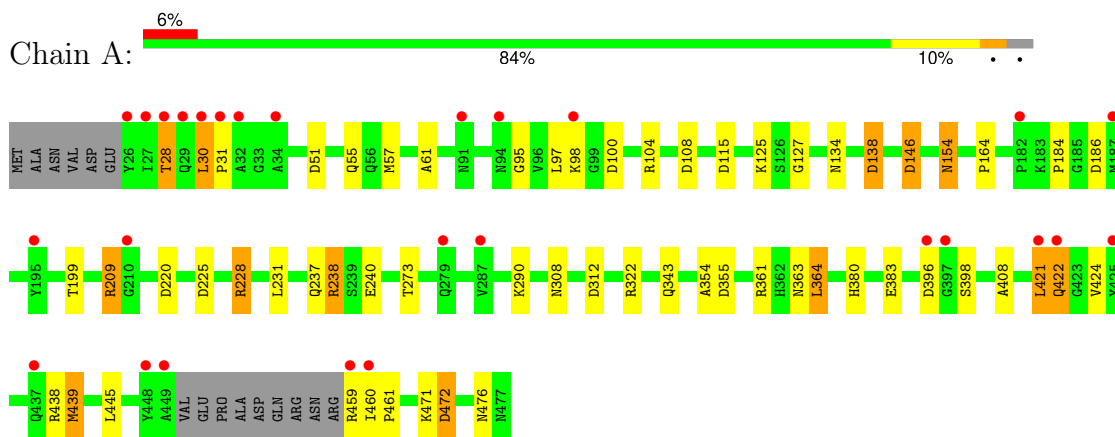 6%
Chain A:
84% 10% • •
MET ALA ASN VAL ASP GLU Y26 I27 T28 Q29 L30 P31 A32 G33 A34 D51 Q55 Q56 M57 A61 N91 N94 G95 V96 L97 K98 G99 D100 R104 D108 D115 K125 S126 G127 N134 D138 D146 N154 P164 P182 K183 P184 G185 D186 M187
Y195 T199 R209 G210 D220 D225 R228 L231 Q237 R238 S239 E240 T273 Q279 V287 K290 N308 D312 R322 Q343 A354 D355 R361 H362 N363 L364 H380 E383 D396 G397 S398 A408 L421 Q422 G423 V424 Y425
Q437 R438 M439 L445 Y448 A449 VAL GLU PRO ALA ASP GLN ARG ASN ARG R459 I460 P461 K471 D472 N476 N477